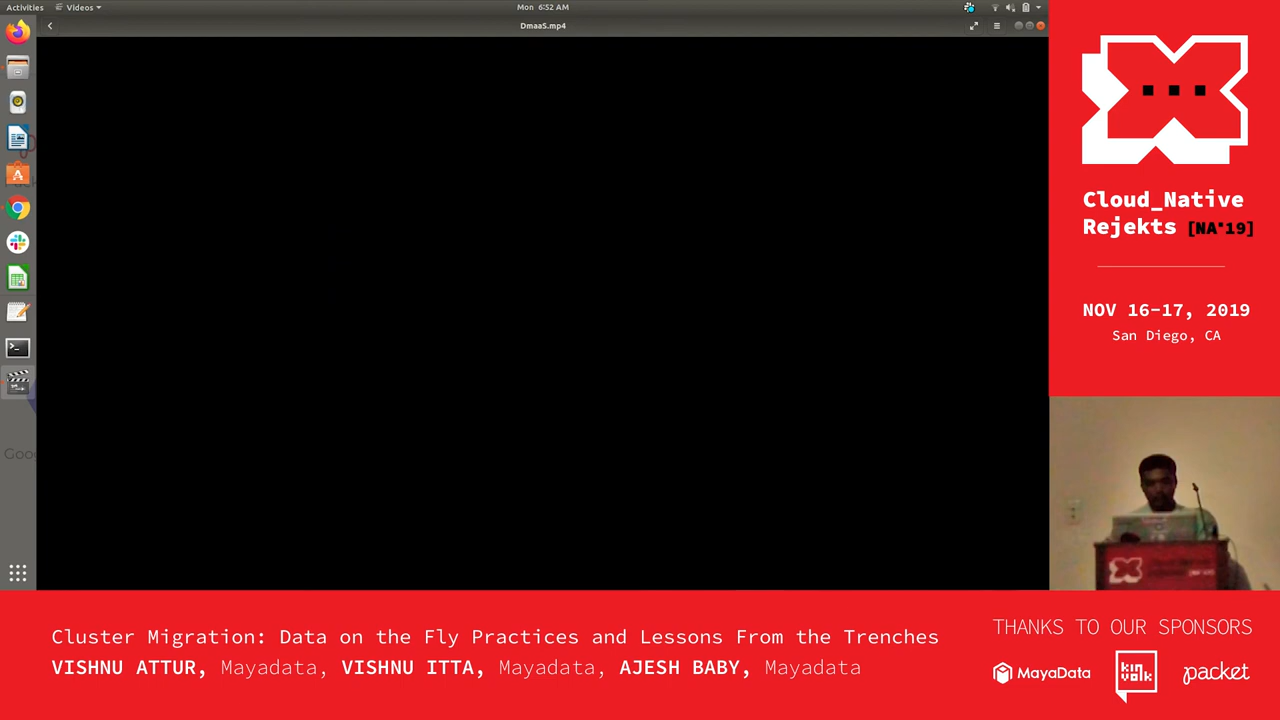 Activities
Videos
Mon 6:52 AM
DmaaS.mp4
Goo
Cloud_Native
Rejekts [NA'19]
NOV 16-17, 2019
San Diego, CA
Cluster Migration: Data on the Fly Practices and Lessons From the Trenches
VISHNU ATTUR, Mayadata, VISHNU ITTA, Mayadata, AJESH BABY, Mayadata
THANKS TO OUR SPONSORS
MayaData
kinvolk
packet